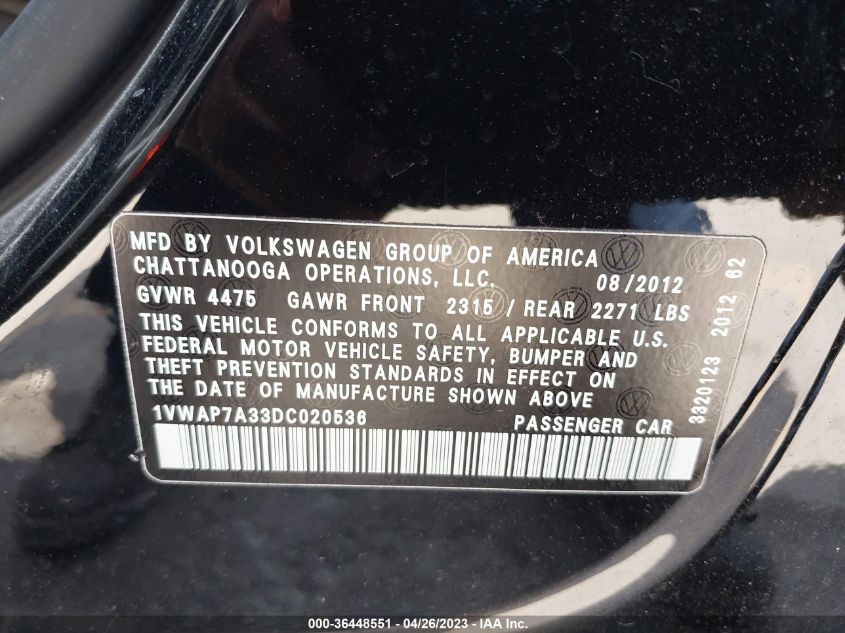 MFD BY VOLKSWAGEN GROUP OF AMERICA
CHATTANOOGA OPERATIONS, LLC. 08/2012
GVWR 4475 GAWR FRONT 2315 / REAR 2271 LBS
THIS VEHICLE CONFORMS TO ALL APPLICABLE U.S.
FEDERAL MOTOR VEHICLE SAFETY, BUMPER AND
THEFT PREVENTION STANDARDS IN EFFECT ON
THE DATE OF MANUFACTURE SHOWN ABOVE
1VWAP7A33DC020536 PASSENGER CAR
3320123 2012 62
000-36448551 - 04/26/2023 - IAA Inc.